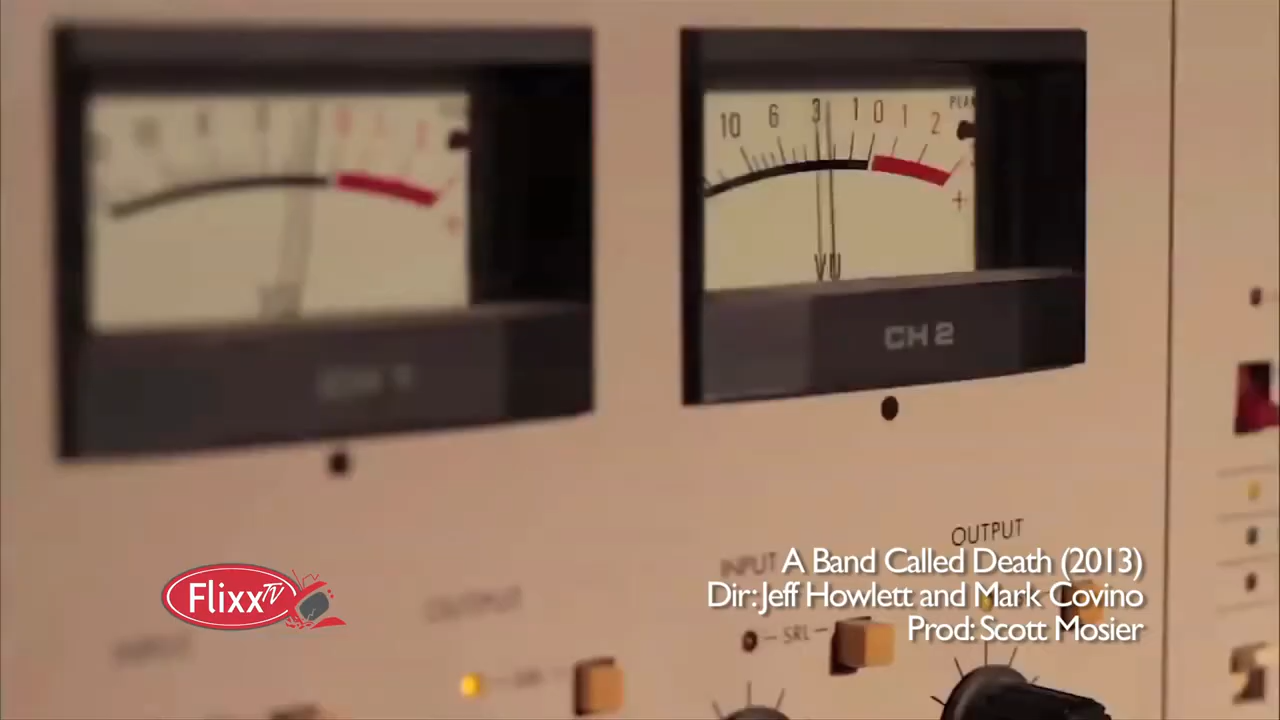 10 6 3 1 0 1 2
+
VU
CH 2
OUTPUT
INPUT
A Band Called Death (2013)
Dir: Jeff Howlett and Mark Covino
Prod: Scott Mosier
FlixxTV
SRL